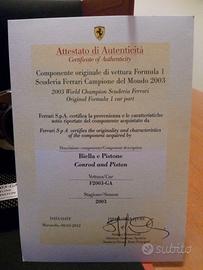 Attestato di Autenticità
Certificate of Authenticity
Componente originale di vettura Formula 1
Scuderia Ferrari Campione del Mondo 2003
2003 World Champion Scuderia Ferrari
Original Formula 1 car part
Ferrari S.p.A. certifica la provenienza e le caratteristiche
sotto riportate del componente acquistato da
Ferrari S.p.A. certifies the originality and characteristics
of the component acquired by
Descrizione componente/Component description
Biella e Pistone
Conrod and Piston
Vettura/Car
F2003-GA
Stagione/Season
2003
Maranello,
subito